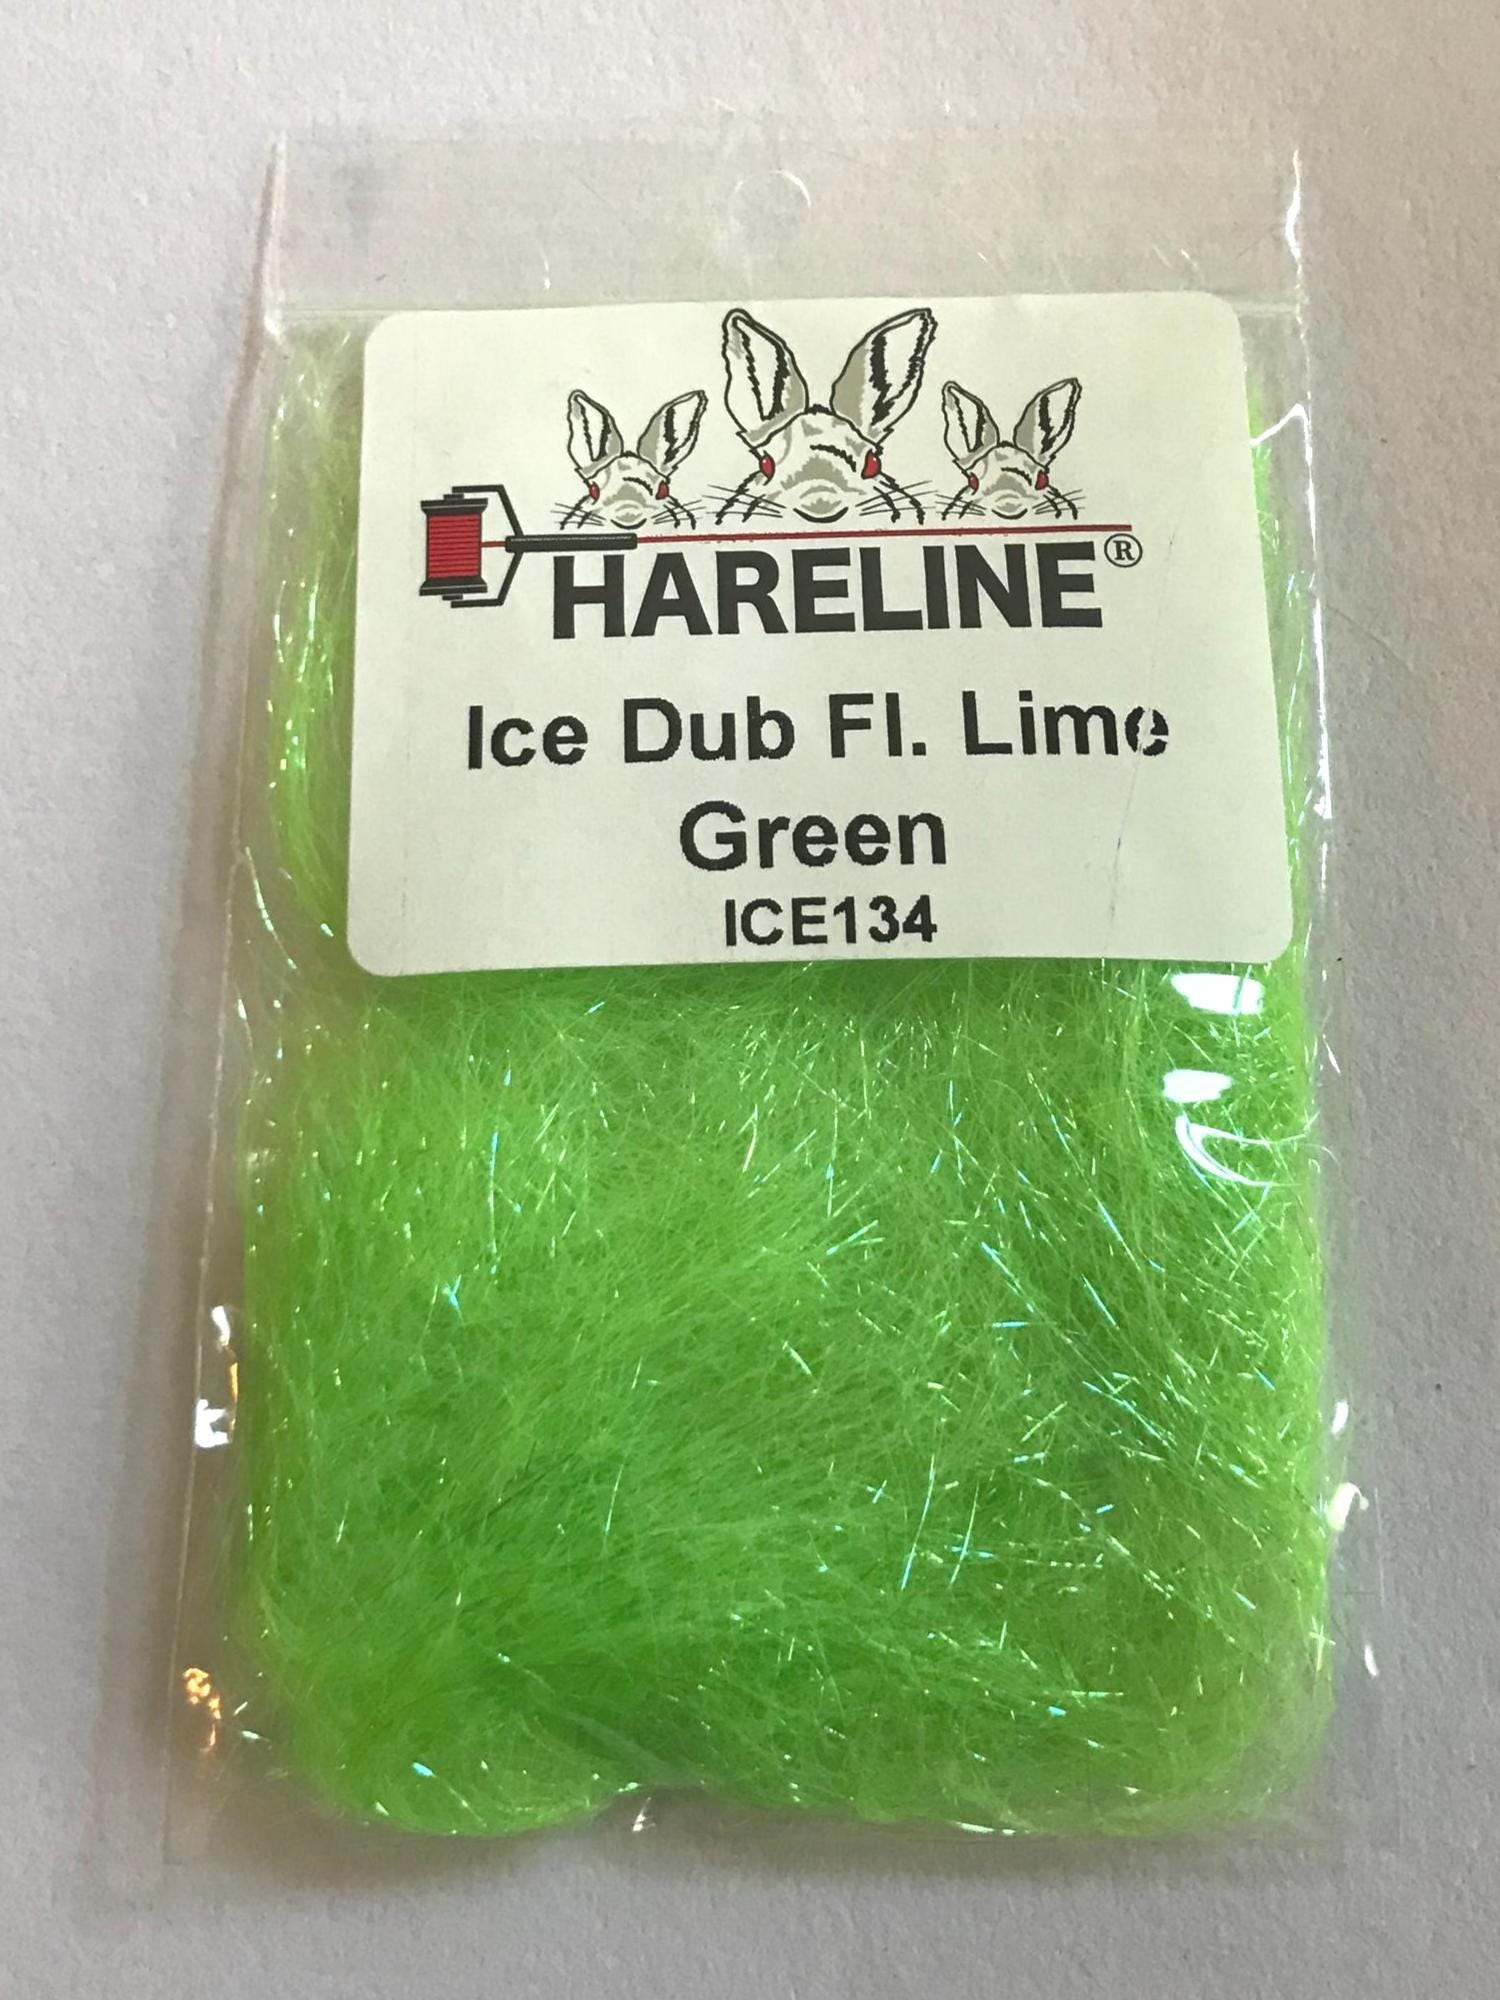 HARELINE®
Ice Dub Fl. Lime
Green
ICE134